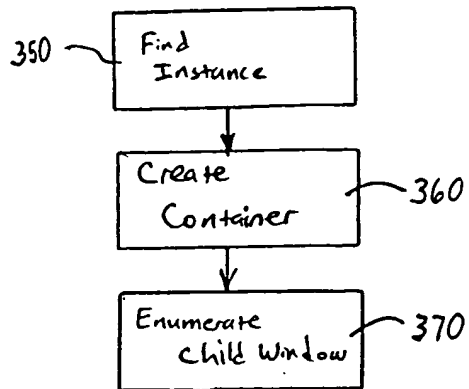 350
Find
Instance
Create
Container
360
Enumerate
Child Window
370